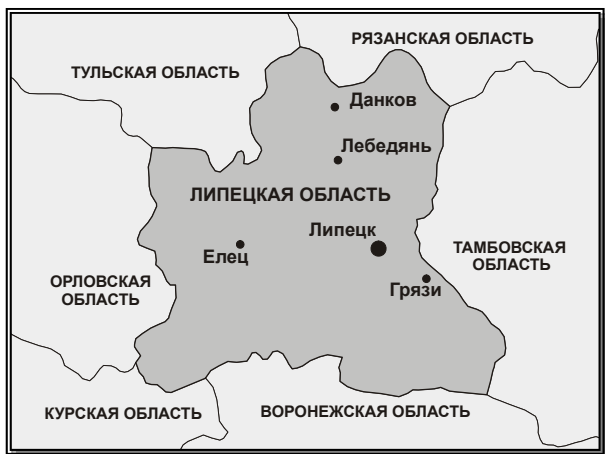 РЯЗАНСКАЯ ОБЛАСТЬ
ТУЛЬСКАЯ ОБЛАСТЬ
Данков
Лебедянь
ЛИПЕЦКАЯ ОБЛАСТЬ
Липецк
Елец
ТАМБОВСКАЯ
ОБЛАСТЬ
ОРЛОВСКАЯ
ОБЛАСТЬ
Грязи
КУРСКАЯ ОБЛАСТЬ
ВОРОНЕЖСКАЯ ОБЛАСТЬ